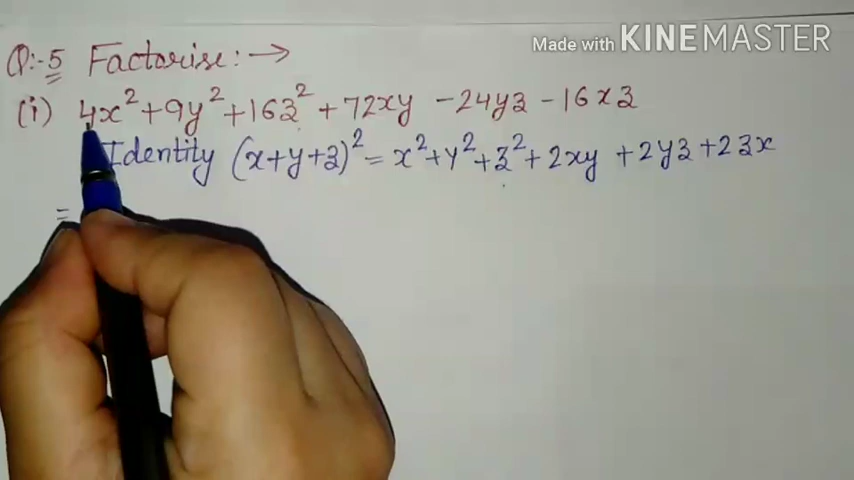 Made with KINEMASTER
Q:-5 Factorise:→
(i) 4x²+9y²+16z²+72xy -24yz -16xz
Identity (x+y+z)² = x²+y²+z²+2xy +2yz +2zx
=